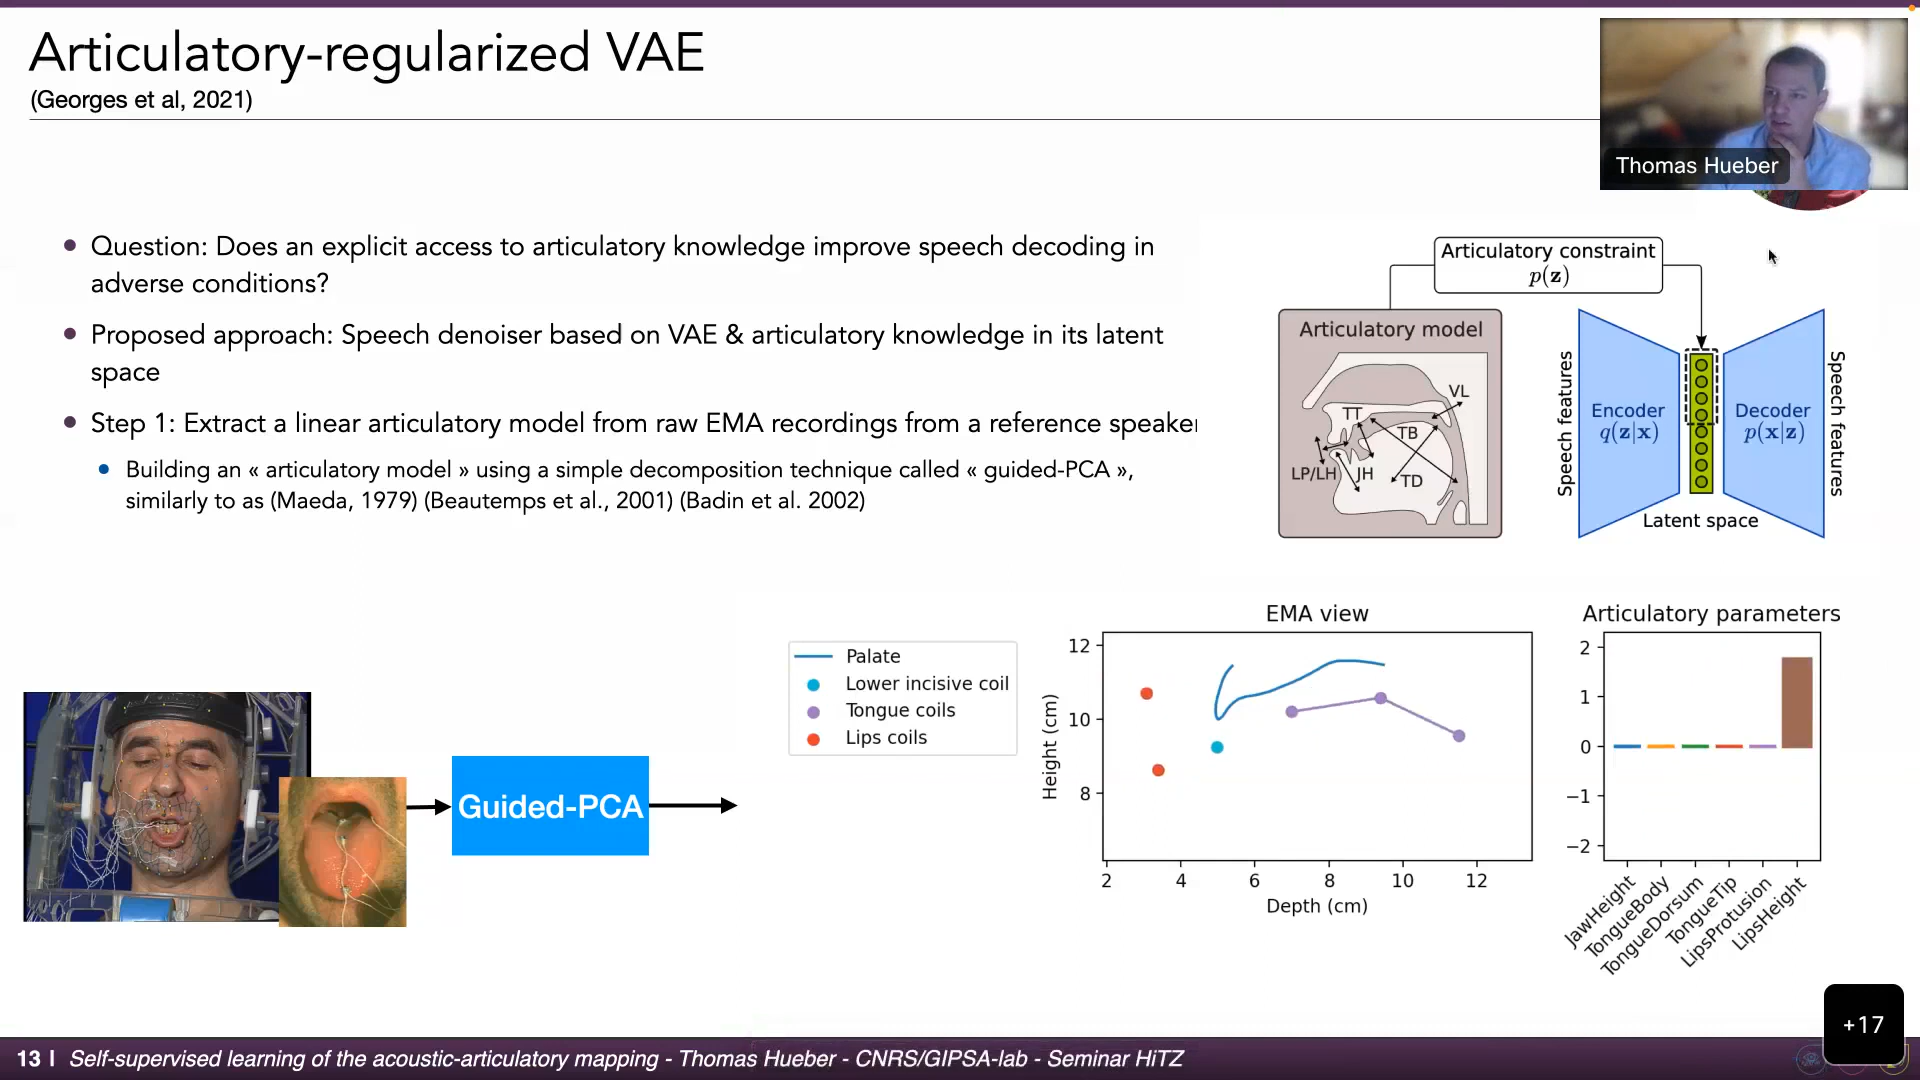 Articulatory-regularized VAE
(Georges et al, 2021)
Thomas Hueber
• Question: Does an explicit access to articulatory knowledge improve speech decoding in
adverse conditions?
• Proposed approach: Speech denoiser based on VAE & articulatory knowledge in its latent
space
• Step 1: Extract a linear articulatory model from raw EMA recordings from a reference speaker
• Building an « articulatory model » using a simple decomposition technique called « guided-PCA »,
similarly to as (Maeda, 1979) (Beautemps et al., 2001) (Badin et al. 2002)
Articulatory constraint
p(z)
Articulatory model
VL
TT
TB
LP/LH
JH
TD
Speech features
Encoder
q(z|x)
Decoder
p(x|z)
Speech features
Latent space
Guided-PCA
Palate
Lower incisive coil
Tongue coils
Lips coils
EMA view
Height (cm)
12
10
8
2 4 6 8 10 12
Depth (cm)
Articulatory parameters
2
1
0
−1
−2
JawHeight
TongueBody
TongueDorsum
TongueTip
LipsProtusion
LipsHeight
+17
13 | Self-supervised learning of the acoustic-articulatory mapping - Thomas Hueber - CNRS/GIPSA-lab - Seminar HiTZ